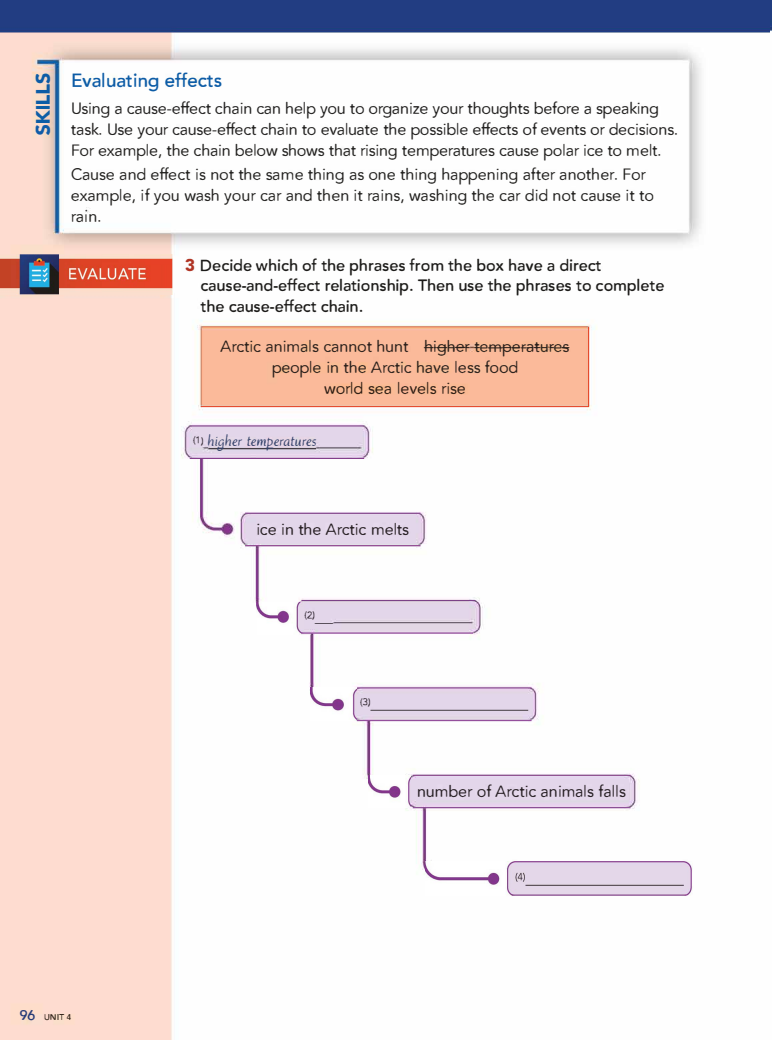 SKILLS
Evaluating effects
Using a cause-effect chain can help you to organize your thoughts before a speaking
task. Use your cause-effect chain to evaluate the possible effects of events or decisions.
For example, the chain below shows that rising temperatures cause polar ice to melt.
Cause and effect is not the same thing as one thing happening after another. For
example, if you wash your car and then it rains, washing the car did not cause it to
rain.
EVALUATE
3 Decide which of the phrases from the box have a direct
cause-and-effect relationship. Then use the phrases to complete
the cause-effect chain.
Arctic animals cannot hunt higher temperatures
people in the Arctic have less food
world sea levels rise
(1) higher temperatures
ice in the Arctic melts
(2)
(3)
number of Arctic animals falls
(4)
96 UNIT 4